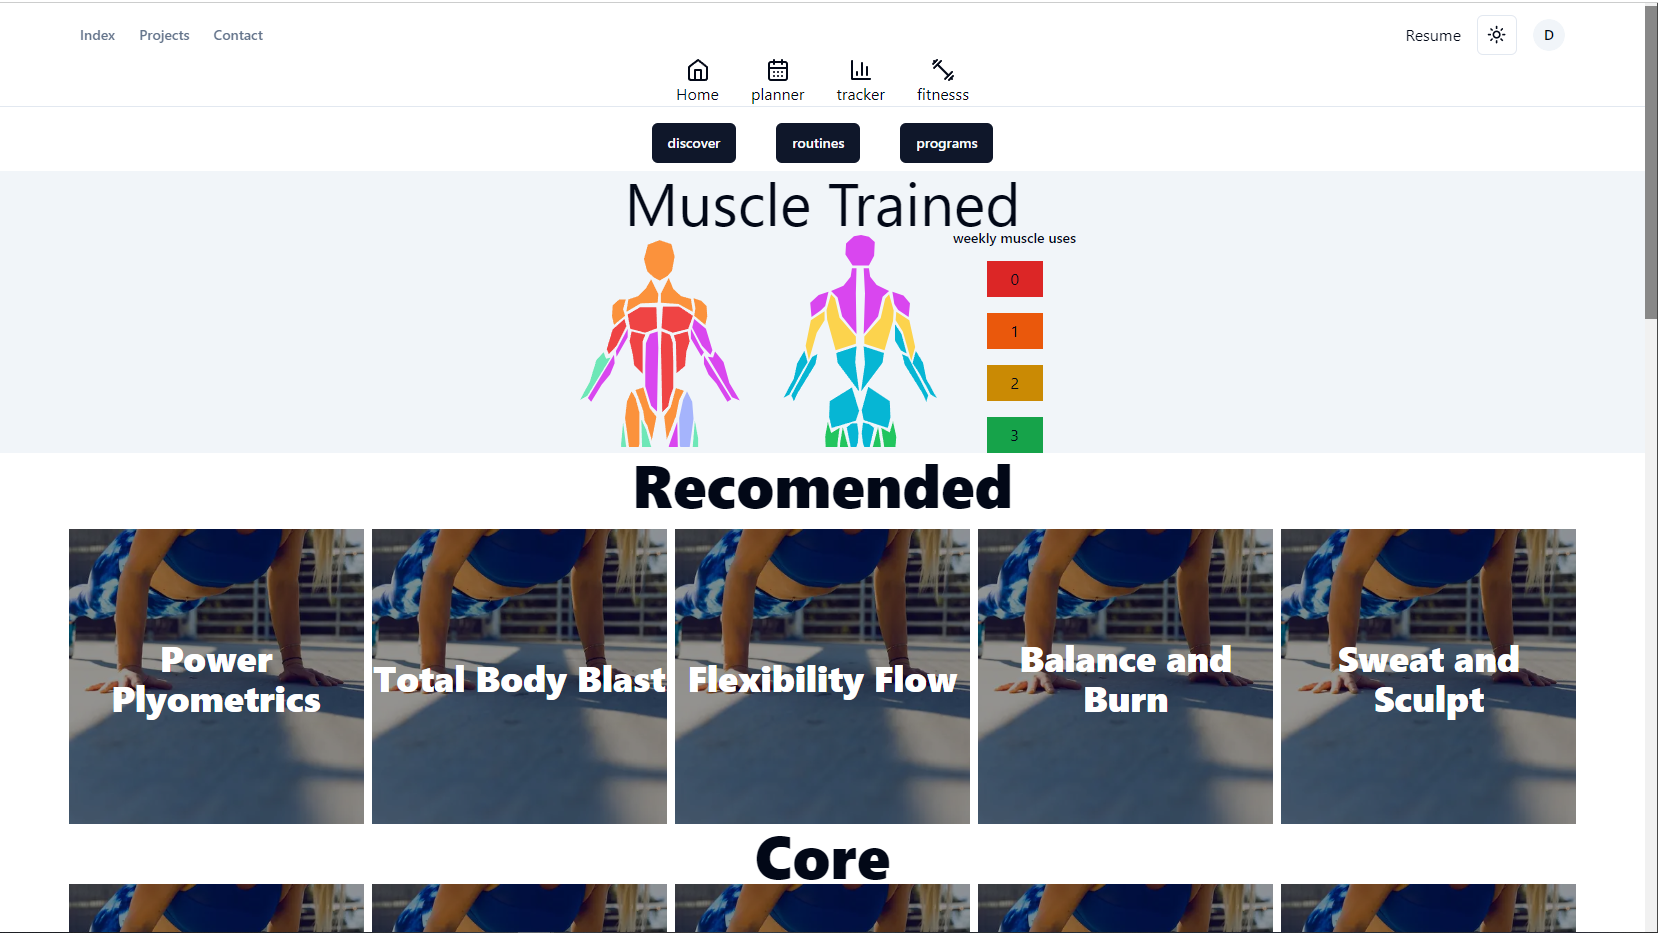 Index Projects Contact
Resume D
Home planner tracker fitnesss
discover routines programs
Muscle Trained
weekly muscle uses
0
1
2
3
Recomended
Power
Plyometrics
Total Body Blast
Flexibility Flow
Balance and
Burn
Sweat and
Sculpt
Core